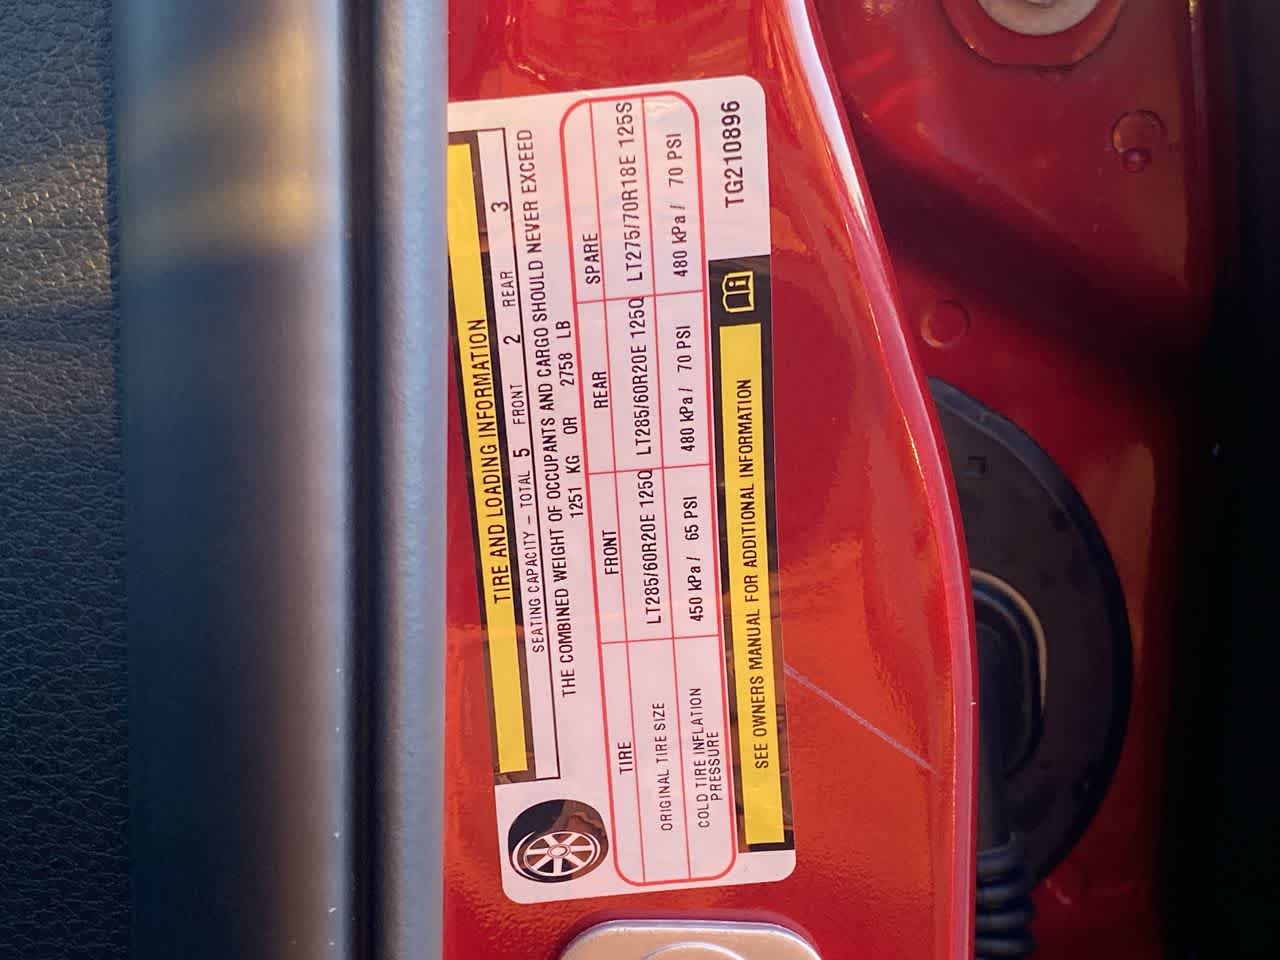 TIRE AND LOADING INFORMATION
SEATING CAPACITY – TOTAL 5 FRONT 2 REAR 3
THE COMBINED WEIGHT OF OCCUPANTS AND CARGO SHOULD NEVER EXCEED
1251 KG OR 2758 LB
TIRE FRONT REAR SPARE
ORIGINAL TIRE SIZE LT285/60R20E 125Q LT285/60R20E 125Q LT275/70R18E 125S
COLD TIRE INFLATION PRESSURE 450 kPa / 65 PSI 480 kPa / 70 PSI 480 kPa / 70 PSI
SEE OWNERS MANUAL FOR ADDITIONAL INFORMATION
TG210896